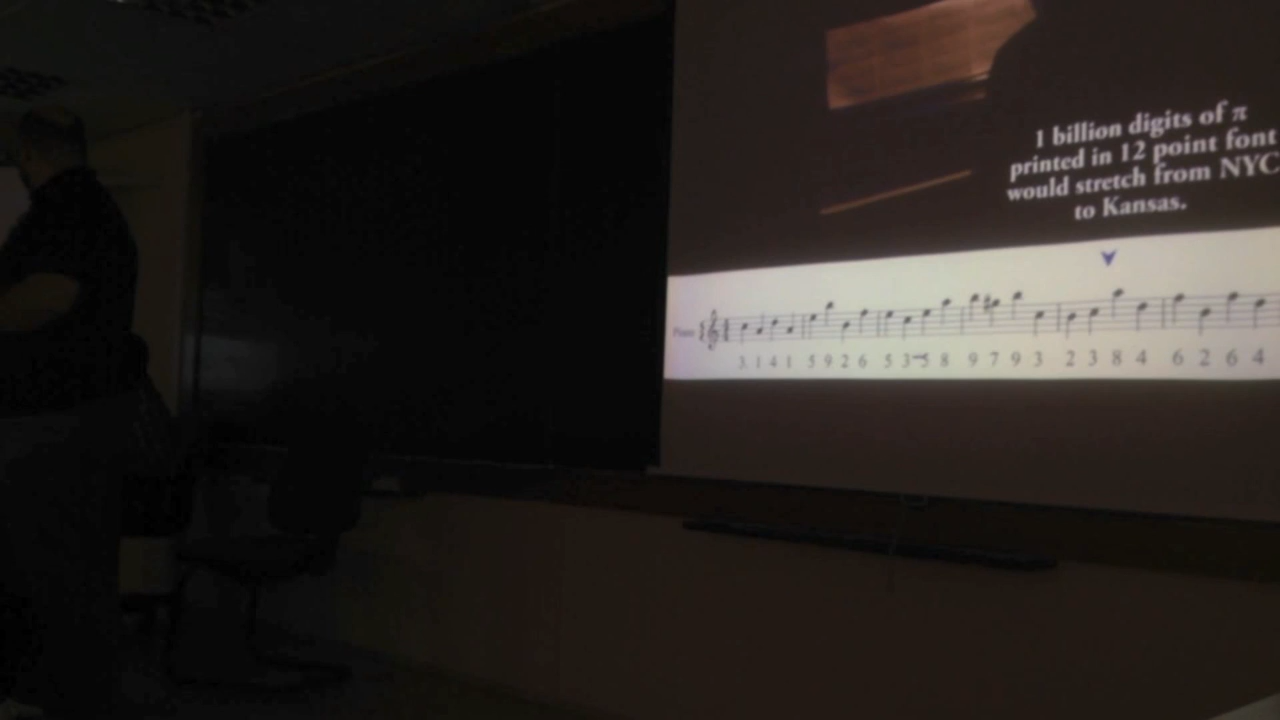 1 billion digits of π
printed in 12 point font
would stretch from NYC
to Kansas.
Piano
3. 1 4 1 5 9 2 6 5 3 5 8 9 7 9 3 2 3 8 4 6 2 6 4